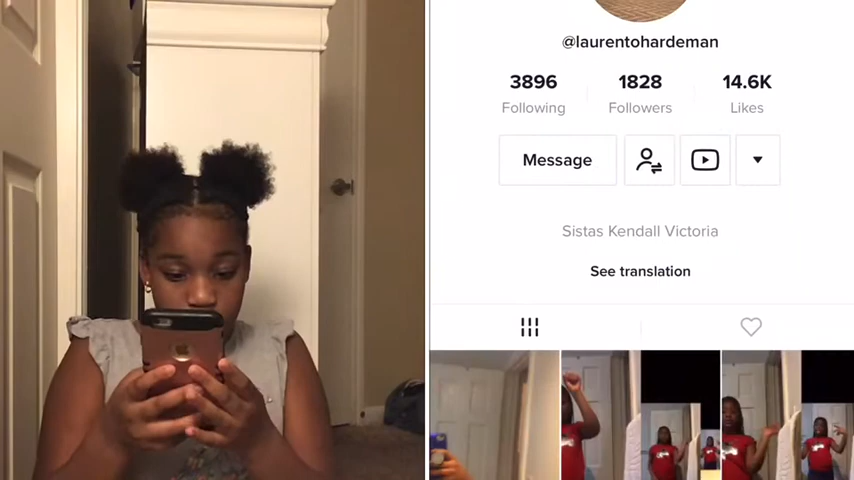 @laurentohardeman
3896 1828 14.6K
Following Followers Likes
Message
Sistas Kendall Victoria
See translation